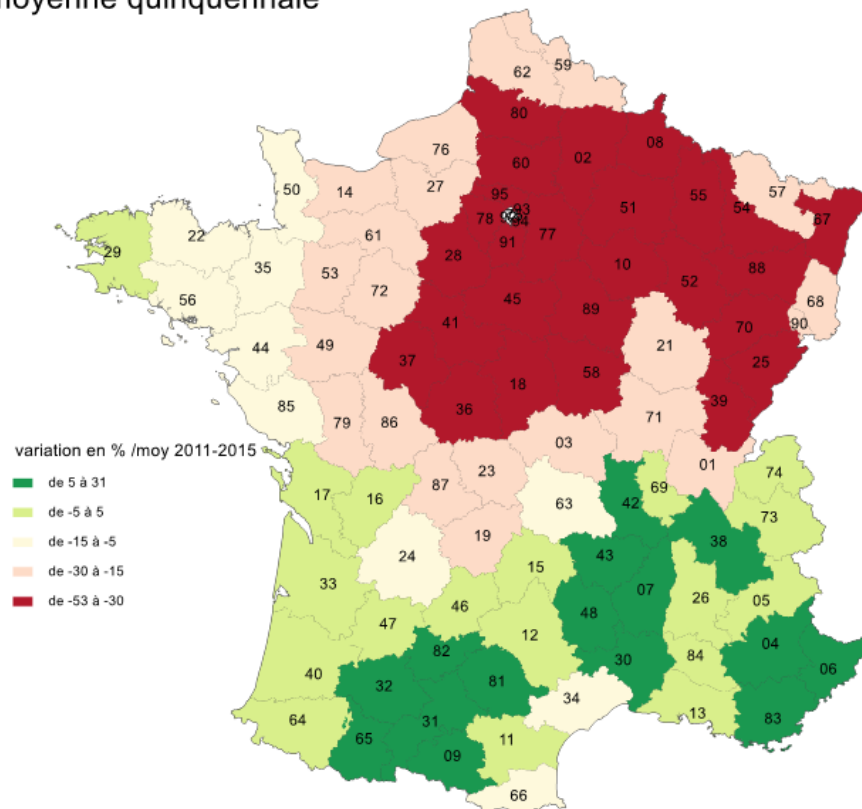 moyenne quinquennale
62 59
80
08
76 60 02
50 14 27 95 55 57
93 51 54 67
78 94
29 22 61 91 77
35 28 10 88
53 52
56 72 45 68
41 89 70 90
44 49 21
37 25
18 58
85 36 39
79 86 71
03
variation en % /moy 2011-2015
01
87 23 74
de 5 à 31
17 16 69
42 63
de -5 à 5
73
de -15 à -5
19 38
24 43
de -30 à -15
15
33 07
de -53 à -30
46 48 26 05
47
12
82 04
84
40 32 81 30 06
34
64 31 13 83
65 11
09
66